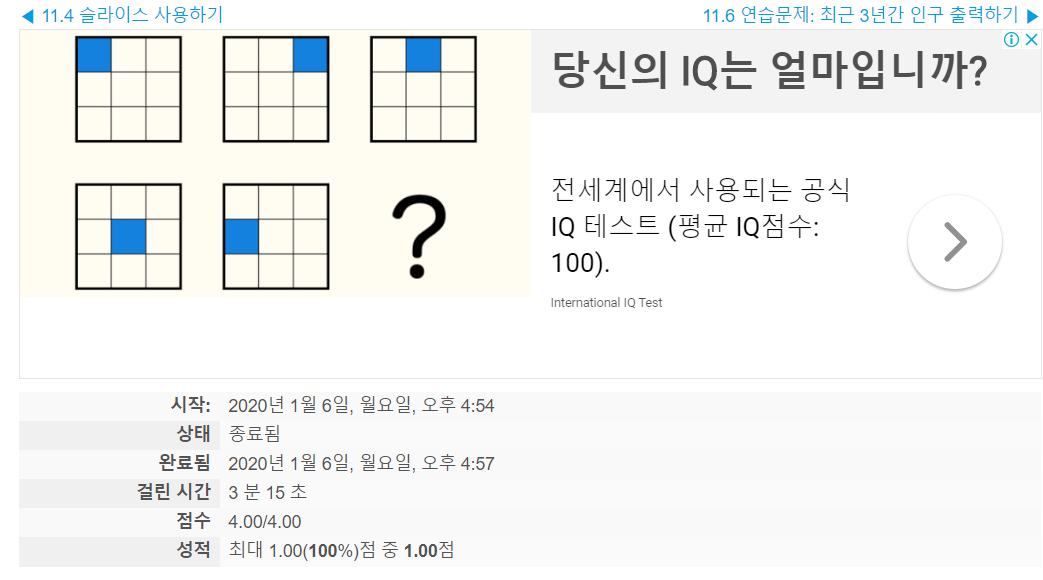 ◀ 11.4 슬라이스 사용하기
11.6 연습문제: 최근 3년간 인구 출력하기 ▶
당신의 IQ는 얼마입니까?
전세계에서 사용되는 공식
IQ 테스트 (평균 IQ점수:
100).
International IQ Test
?
시작: 2020년 1월 6일, 월요일, 오후 4:54
상태 종료됨
완료됨 2020년 1월 6일, 월요일, 오후 4:57
걸린 시간 3 분 15 초
점수 4.00/4.00
성적 최대 1.00(100%)점 중 1.00점